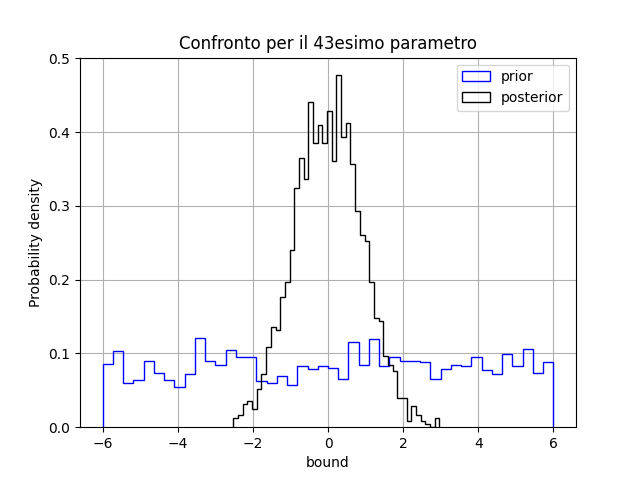 Confronto per il 43esimo parametro
prior
posterior
Probability density
0.5
0.4
0.3
0.2
0.1
0.0
−6
−4
−2
0
2
4
6
bound